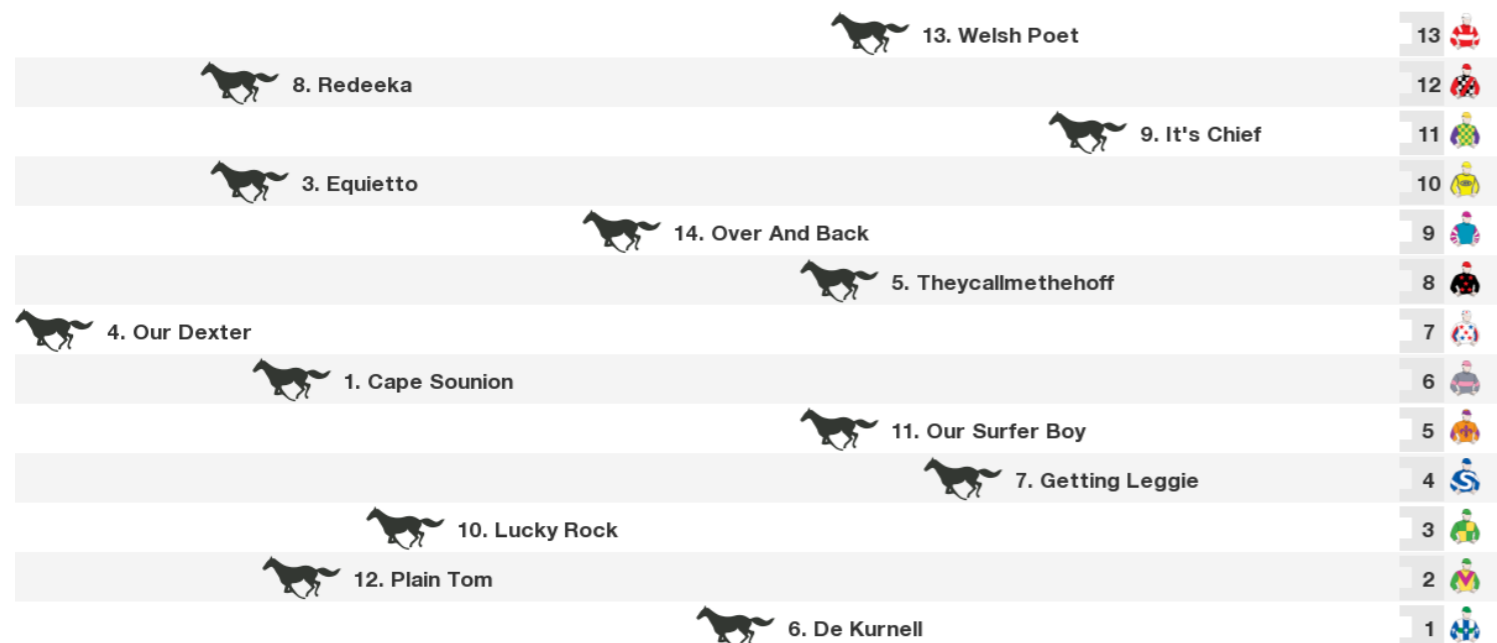 13. Welsh Poet 13
8. Redeeka 12
9. It's Chief 11
3. Equietto 10
14. Over And Back 9
5. Theycallmethehoff 8
4. Our Dexter 7
1. Cape Sounion 6
11. Our Surfer Boy 5
7. Getting Leggie 4
10. Lucky Rock 3
12. Plain Tom 2
6. De Kurnell 1